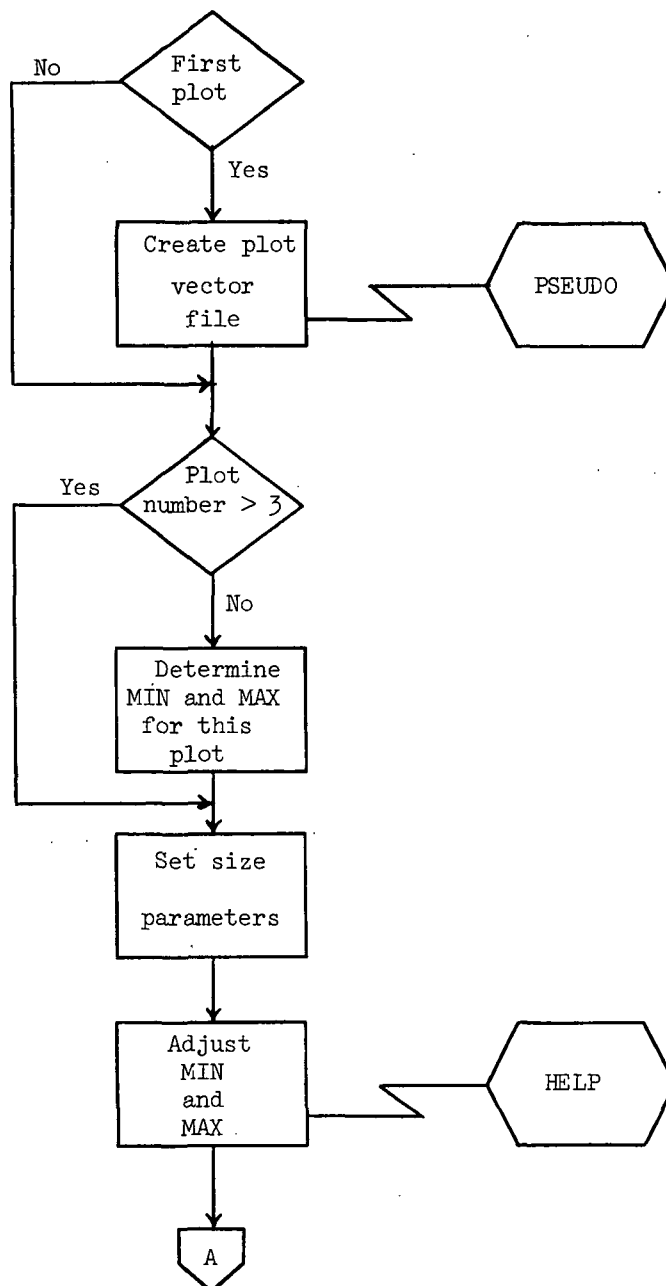 No
First
plot
Yes
Create plot
vector
file
PSEUDO
Yes
Plot
number > 3
No
Determine
MIN and MAX
for this
plot
Set size
parameters
Adjust
MIN
and
MAX
HELP
A